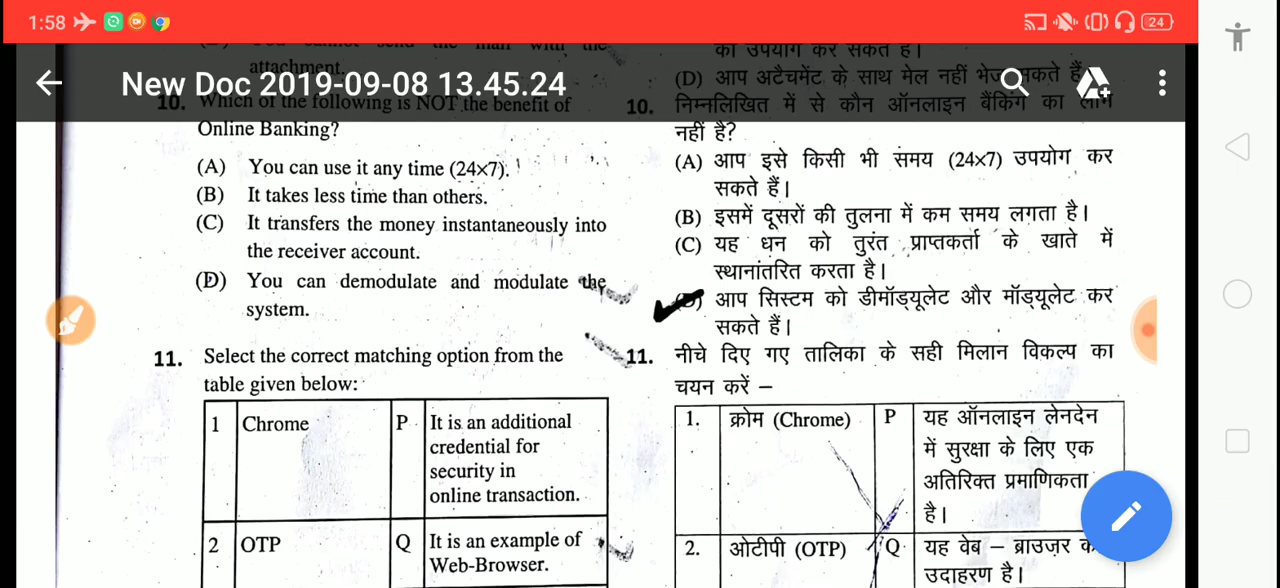 1:58
24
New Doc 2019-09-08 13.45.24
attachment.
10. Which of the following is NOT the benefit of
Online Banking?
(A) You can use it any time (24×7).
(B) It takes less time than others.
(C) It transfers the money instantaneously into
the receiver account.
(D) You can demodulate and modulate the
system.
11. Select the correct matching option from the
table given below:
1 Chrome P It is an additional
credential for
security in
online transaction.
2 OTP Q It is an example of
Web-Browser.
का उपयोग कर सकते हैं।
(D) आप अटैचमेंट के साथ मेल नहीं भेज सकते हैं
10. निम्नलिखित में से कौन ऑनलाइन बैंकिंग का लाभ
नहीं है?
(A) आप इसे किसी भी समय (24×7) उपयोग कर
सकते हैं।
(B) इसमें दूसरों की तुलना में कम समय लगता है।
(C) यह धन को तुरंत प्राप्तकर्ता के खाते में
स्थानांतरित करता है।
आप सिस्टम को डीमॉड्यूलेट और मॉड्यूलेट कर
सकते हैं।
11. नीचे दिए गए तालिका के सही मिलान विकल्प का
चयन करें –
1. क्रोम (Chrome) P यह ऑनलाइन लेनदेन
में सुरक्षा के लिए एक
अतिरिक्त प्रमाणिकता
है।
2. ओटीपी (OTP) Q यह वेब – ब्राउज़र
उदाहरण है।